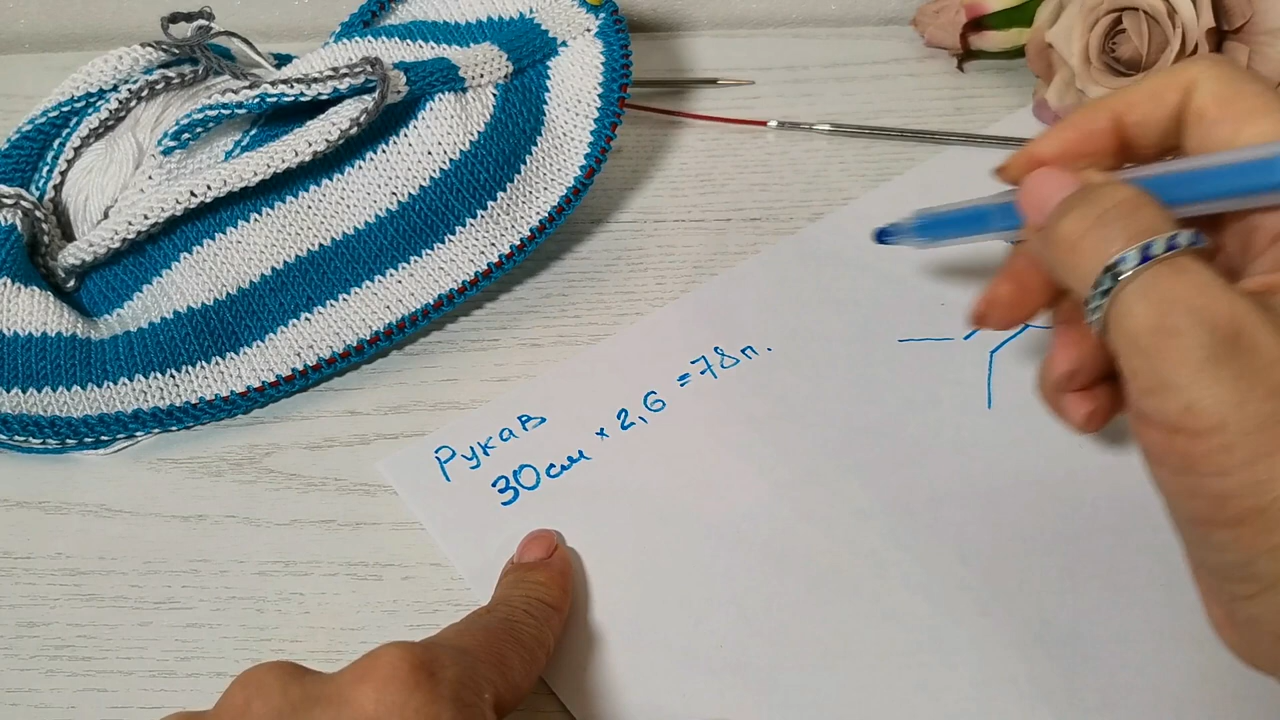 Рукав
30см × 2,6 = 78п.